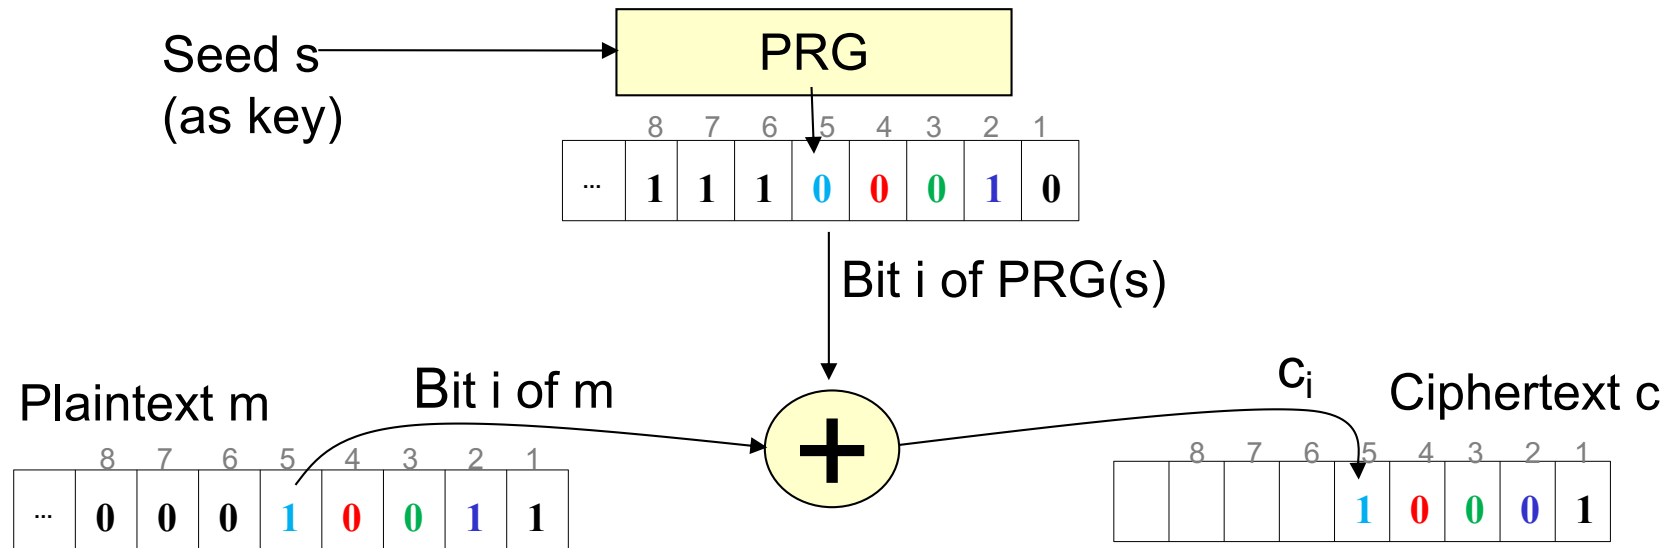 Seed s
(as key)
PRG
8 7 6 5 4 3 2 1
... 1 1 1 0 0 0 1 0
Bit i of PRG(s)
Plaintext m
Bit i of m
+
cᵢ
Ciphertext c
8 7 6 5 4 3 2 1
... 0 0 0 1 0 0 1 1
8 7 6 5 4 3 2 1
1 0 0 0 1